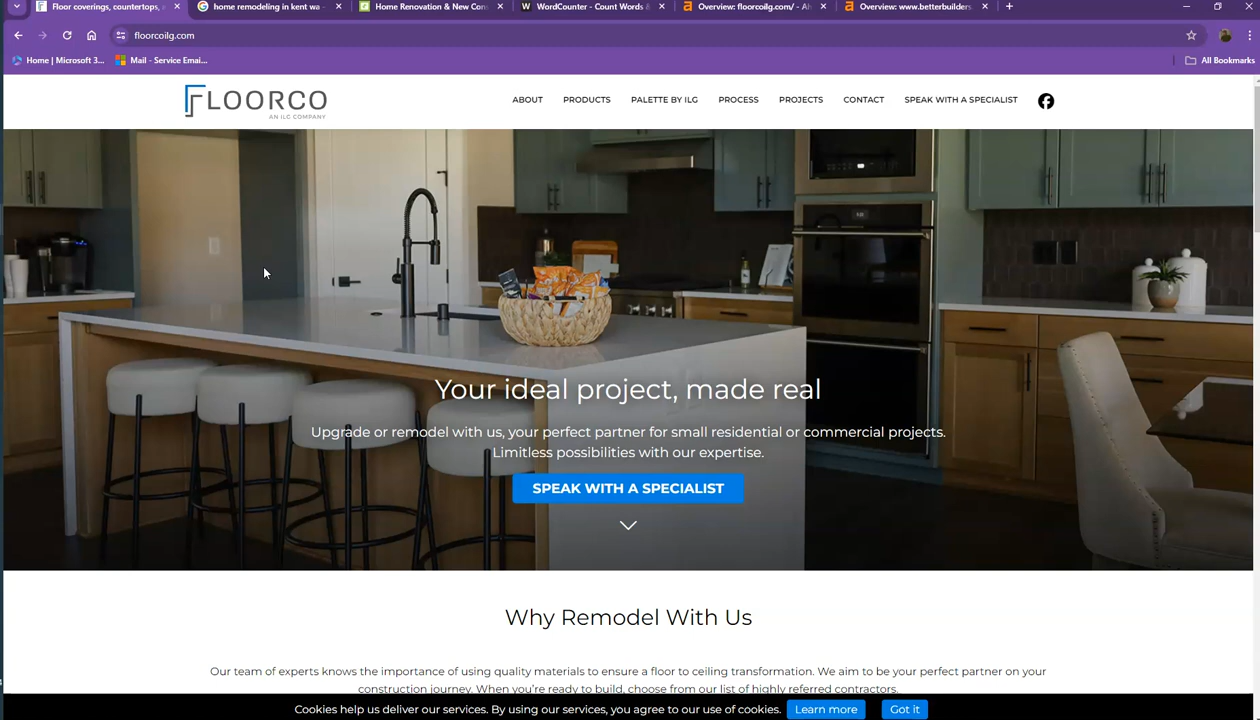 Floor coverings, countertops, a
home remodeling in kent wa -
Home Renovation & New Cons
WordCounter - Count Words &
Overview: floorcoilg.com/ - Ah
Overview: www.betterbuilders.
floorcoilg.com
Home | Microsoft 3...
Mail - Service Emai...
All Bookmarks
FLOORCO
AN ILG COMPANY
ABOUT
PRODUCTS
PALETTE BY ILG
PROCESS
PROJECTS
CONTACT
SPEAK WITH A SPECIALIST
Your ideal project, made real
Upgrade or remodel with us, your perfect partner for small residential or commercial projects.
Limitless possibilities with our expertise.
SPEAK WITH A SPECIALIST
Why Remodel With Us
Our team of experts knows the importance of using quality materials to ensure a floor to ceiling transformation. We aim to be your perfect partner on your
construction journey. When you're ready to build, choose from our list of highly referred contractors.
Cookies help us deliver our services. By using our services, you agree to our use of cookies.
Learn more
Got it